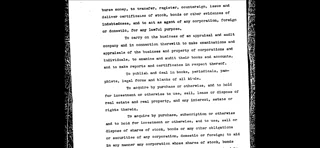 burse money, to transfer, register, countersign, issue and
deliver certificates of stock, bonds or other evidences of
indebtedness, and to act as agent of any corporation, foreign
or domestic, for any lawful purpose.
To carry on the business of an appraisal and audit
company and in connection therewith to make examinations and
appraisals of the business and property of corporations and
individuals, to examine and audit their books and accounts,
and to make reports and certificates in respect thereof.
To publish, and deal in books, periodicals, pam-
phlets, legal forms and blanks of all kinds.
To acquire by purchase or otherwise, and to hold
for investment or otherwise to use, sell, lease or dispose of
real estate and real property, and any interest, estate or
rights therein.
To acquire by purchase, subscription or otherwise
and to hold for investment or otherwise and to use, sell or
dispose of shares of stock, bonds or any other obligations
or securities of any corporation, domestic or foreign; to aid
in any manner any corporation whose shares of stock, bonds